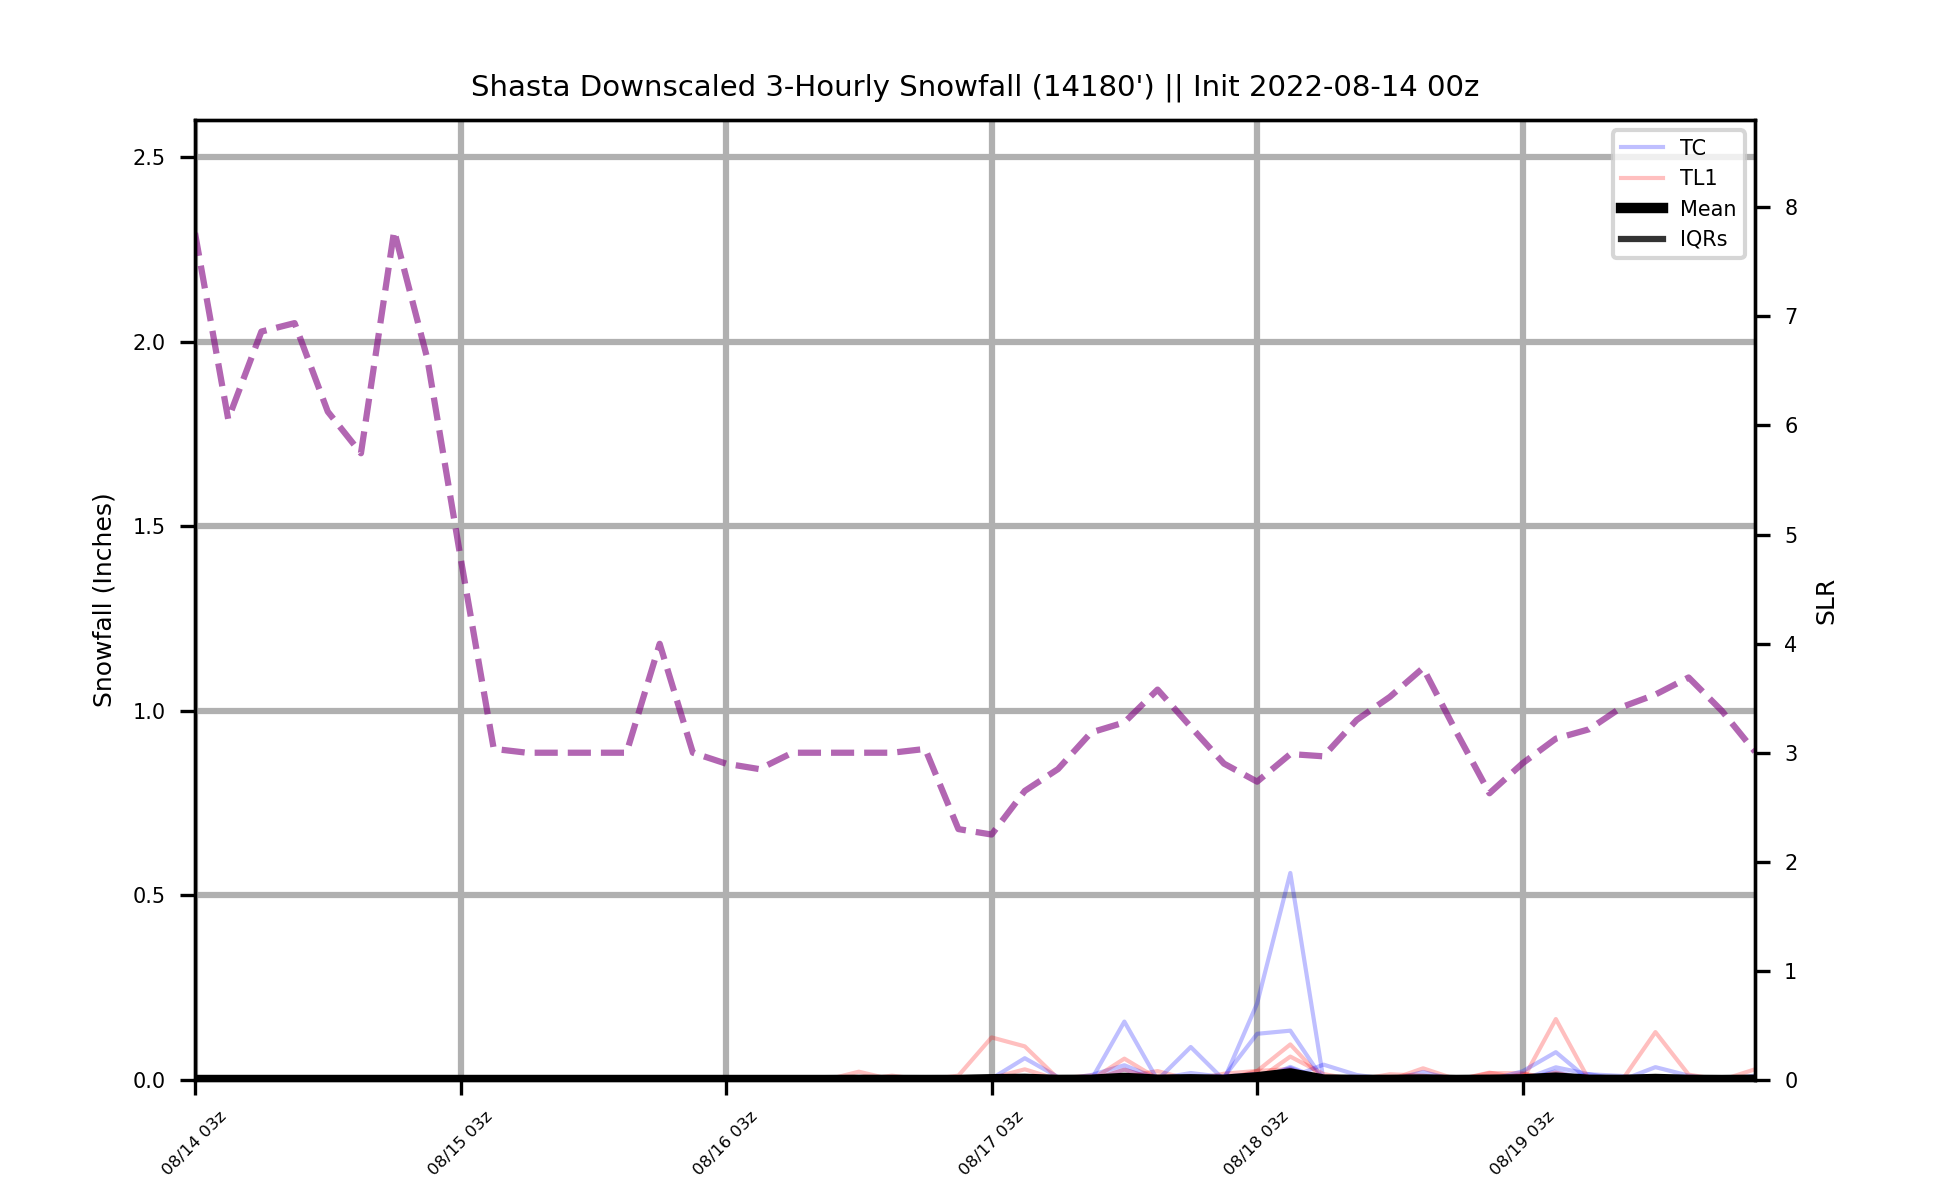 Shasta Downscaled 3-Hourly Snowfall (14180') || Init 2022-08-14 00z
TC
TL1
Mean
IQRs
Snowfall (Inches)
2.5
2.0
1.5
1.0
0.5
0.0
8
7
6
5
4
3
2
1
0
SLR
08/14 03z
08/15 03z
08/16 03z
08/17 03z
08/18 03z
08/19 03z